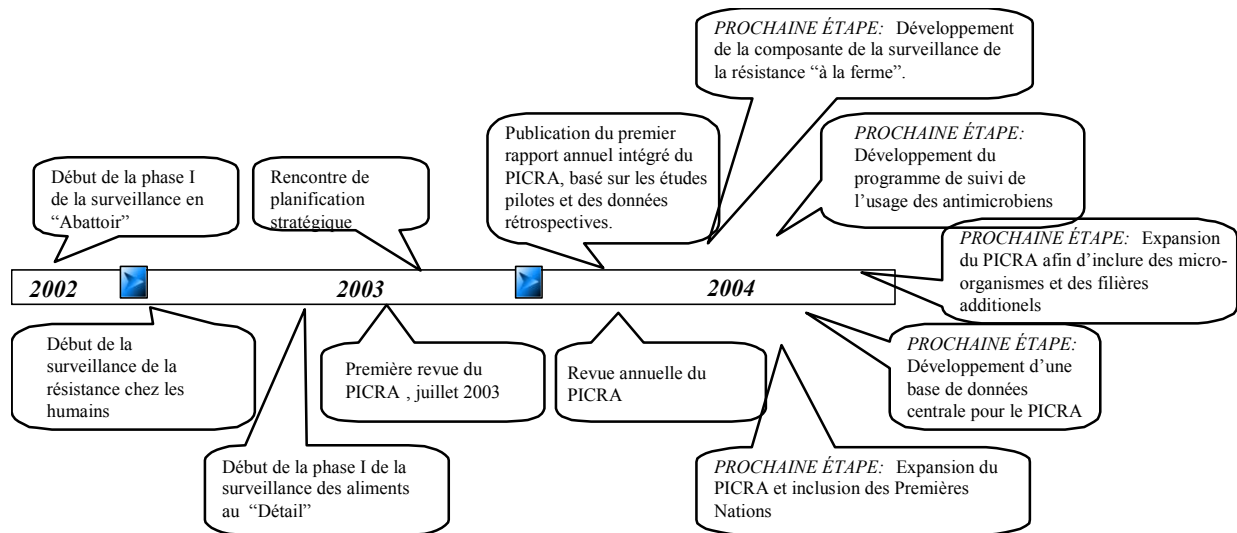 PROCHAINE ÉTAPE: Développement
de la composante de la surveillance de
la résistance “à la ferme”.
Publication du premier
rapport annuel intégré du
PICRA, basé sur les études
pilotes et des données
rétrospectives.
PROCHAINE ÉTAPE:
Développement du
programme de suivi de
l’usage des antimicrobiens
Début de la phase I
de la surveillance en
“Abattoir”
Rencontre de
planification
stratégique
PROCHAINE ÉTAPE: Expansion
du PICRA afin d’inclure des micro-
organismes et des filières
additionels
2002
2003
2004
Début de la
surveillance de la
résistance chez les
humains
Première revue du
PICRA , juillet 2003
Revue annuelle du
PICRA
PROCHAINE ÉTAPE:
Développement d’une
base de données
centrale pour le PICRA
Début de la phase I de la
surveillance des aliments
au “Détail”
PROCHAINE ÉTAPE: Expansion du
PICRA et inclusion des Premières
Nations